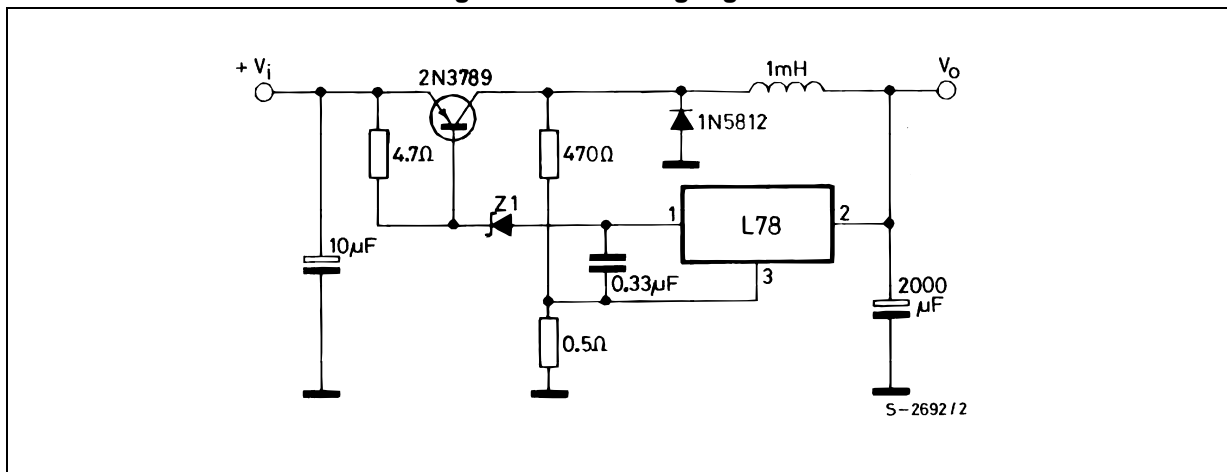 + Vi
2N3789
1mH
Vo
1N5812
4.7Ω
470Ω
Z1
1
L78
2
10µF
0.33µF
3
2000
µF
0.5Ω
S-2692/2